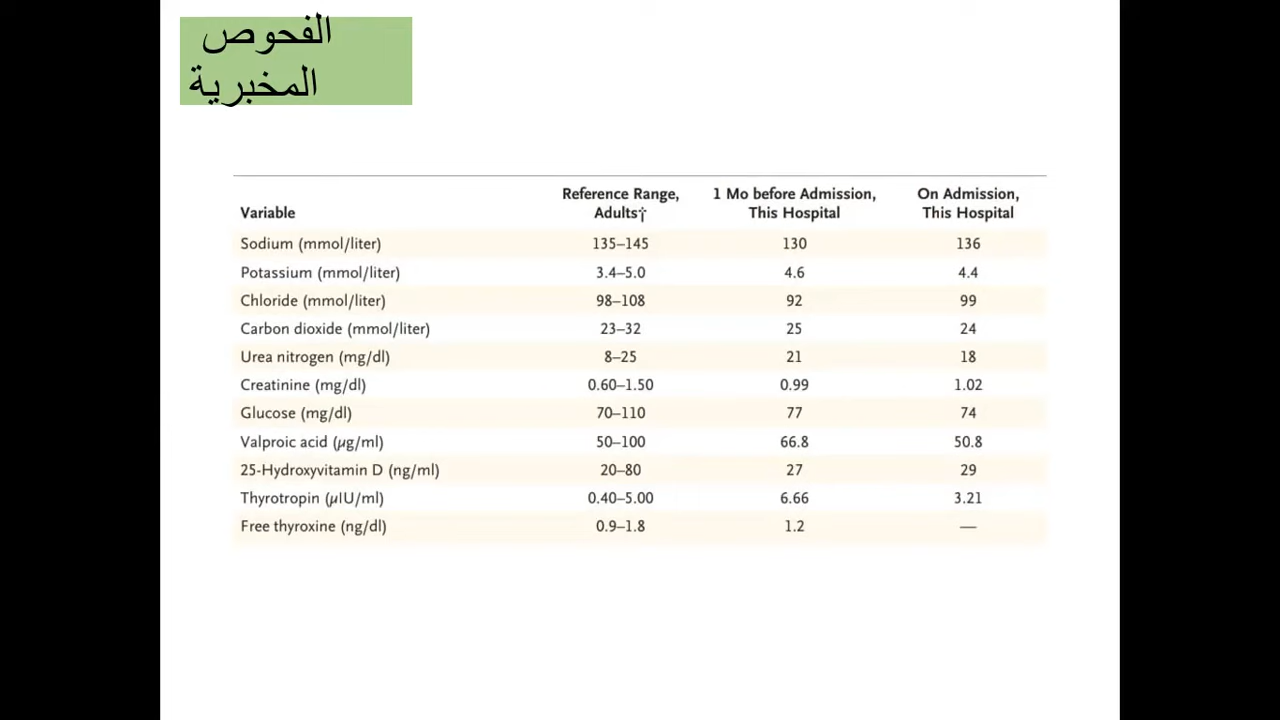 الفحوص
المخبرية
Variable Reference Range, Adults† 1 Mo before Admission, This Hospital On Admission, This Hospital
Sodium (mmol/liter) 135–145 130 136
Potassium (mmol/liter) 3.4–5.0 4.6 4.4
Chloride (mmol/liter) 98–108 92 99
Carbon dioxide (mmol/liter) 23–32 25 24
Urea nitrogen (mg/dl) 8–25 21 18
Creatinine (mg/dl) 0.60–1.50 0.99 1.02
Glucose (mg/dl) 70–110 77 74
Valproic acid (μg/ml) 50–100 66.8 50.8
25-Hydroxyvitamin D (ng/ml) 20–80 27 29
Thyrotropin (μIU/ml) 0.40–5.00 6.66 3.21
Free thyroxine (ng/dl) 0.9–1.8 1.2 —